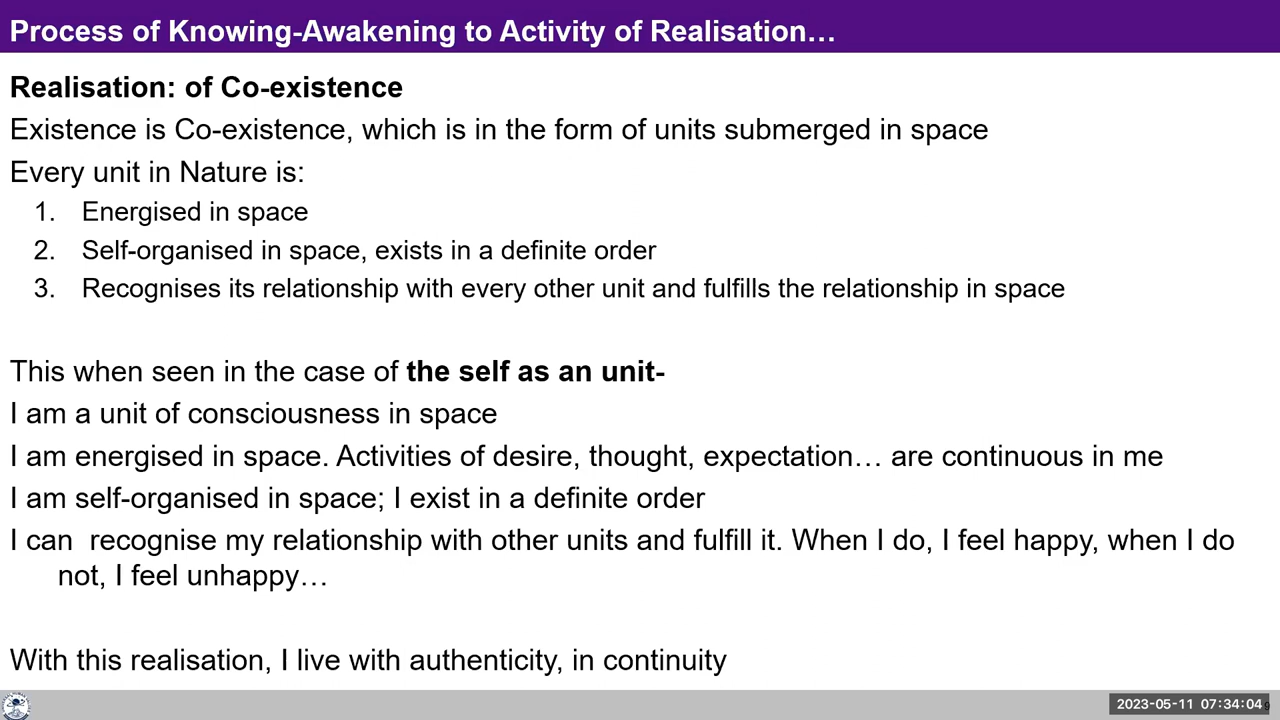 Process of Knowing-Awakening to Activity of Realisation…
Realisation: of Co-existence
Existence is Co-existence, which is in the form of units submerged in space
Every unit in Nature is:
1. Energised in space
2. Self-organised in space, exists in a definite order
3. Recognises its relationship with every other unit and fulfills the relationship in space
This when seen in the case of the self as an unit-
I am a unit of consciousness in space
I am energised in space. Activities of desire, thought, expectation… are continuous in me
I am self-organised in space; I exist in a definite order
I can recognise my relationship with other units and fulfill it. When I do, I feel happy, when I do
not, I feel unhappy…
With this realisation, I live with authenticity, in continuity
2023-05-11 07:34:04
9